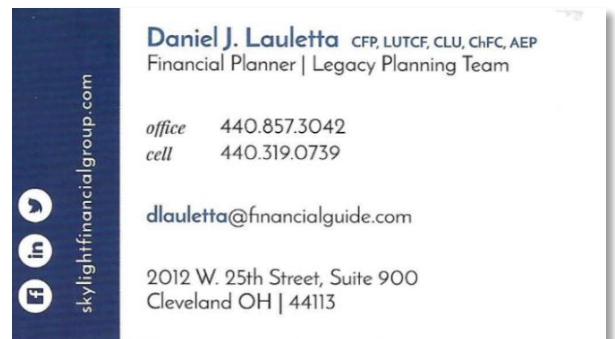 Daniel J. Lauletta CFP, LUTCF, CLU, ChFC, AEP
Financial Planner | Legacy Planning Team
office 440.857.3042
cell 440.319.0739
dlauletta@financialguide.com
2012 W. 25th Street, Suite 900
Cleveland OH | 44113
skylightfinancialgroup.com